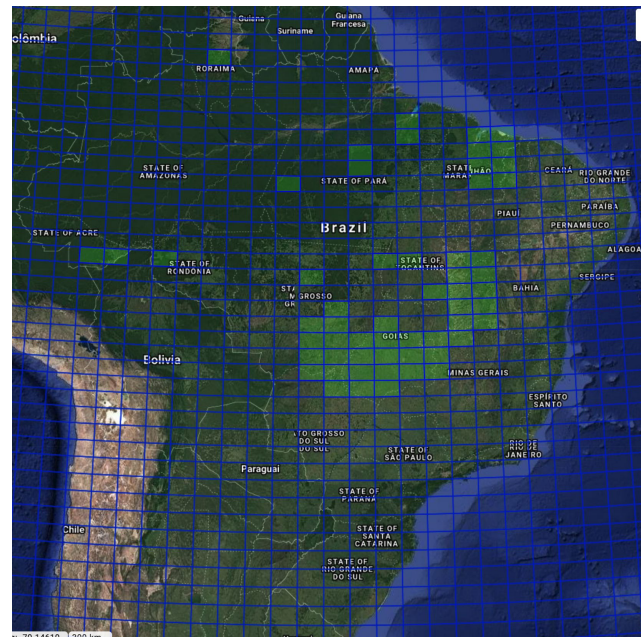 Guiana
Suriname
Guiana
Francesa
olômbia
RORAIMA
AMAPÁ
STATE OF
AMAZONAS
STATE OF PARÁ
CEARÁ
RIO GRANDE
DO NORTE
PARAÍBA
PIAUÍ
PERNAMBUCO
Brazil
STATE OF ACRE
ALAGOA
STATE OF
RONDÔNIA
STATE OF
SERGIPE
BAHIA
GOIÁS
Bolivia
MINAS GERAIS
ESPÍRITO
SANTO
TO GROSSO
DO SUL
DO SUL
RIO DE
JANEIRO
STATE OF
SÃO PAULO
Paraguai
STATE OF
PARANÁ
Chile
STATE OF
SANTA
CATARINA
STATE OF
RIO GRANDE
DO SUL